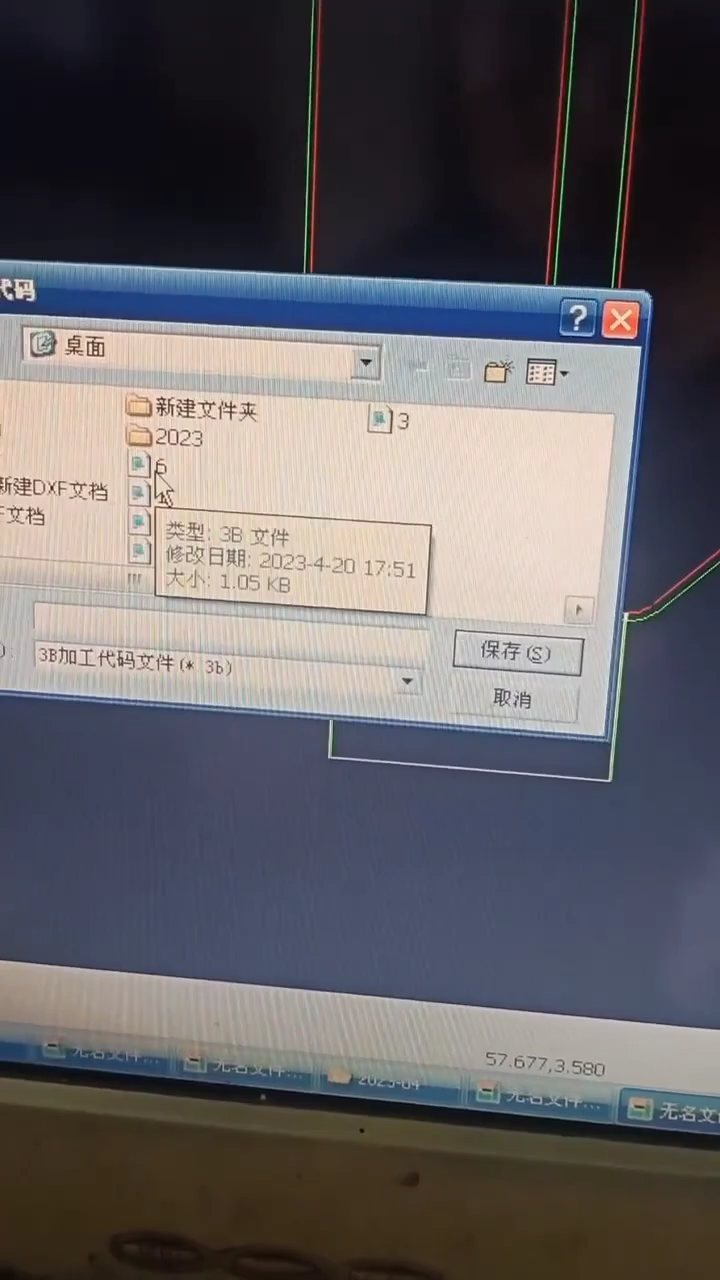 代码
桌面
新建文件夹
3
2023
6
新建DXF文档
F文档
类型: 3B 文件
修改日期: 2023-4-20 17:51
大小: 1.05 KB
保存(S)
3B加工代码文件(*.3b)
取消
57.677,3.580
无名文件...
无名文件...
2023-04
无名文件...
无名文